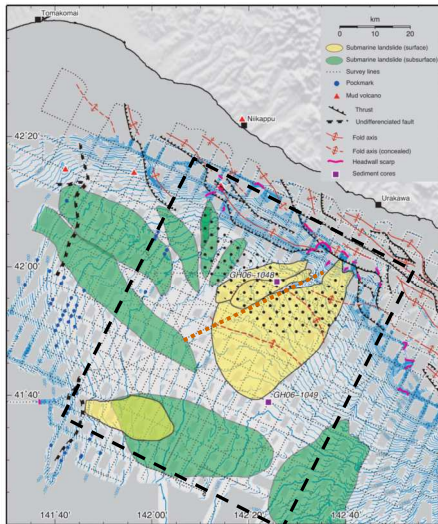 Tomakomai
km
0 10 20
Submarine landslide (surface)
Submarine landslide (subsurface)
Survey lines
Pockmark
Mud volcano
Thrust
Undifferenciated fault
Fold axis
Fold axis (concealed)
Headwall scarp
Sediment cores
Niikappu
Urakawa
42°20
42°00
41°40
GH06-1048
GH06-1049
141°40
142°00
142°20
142°40